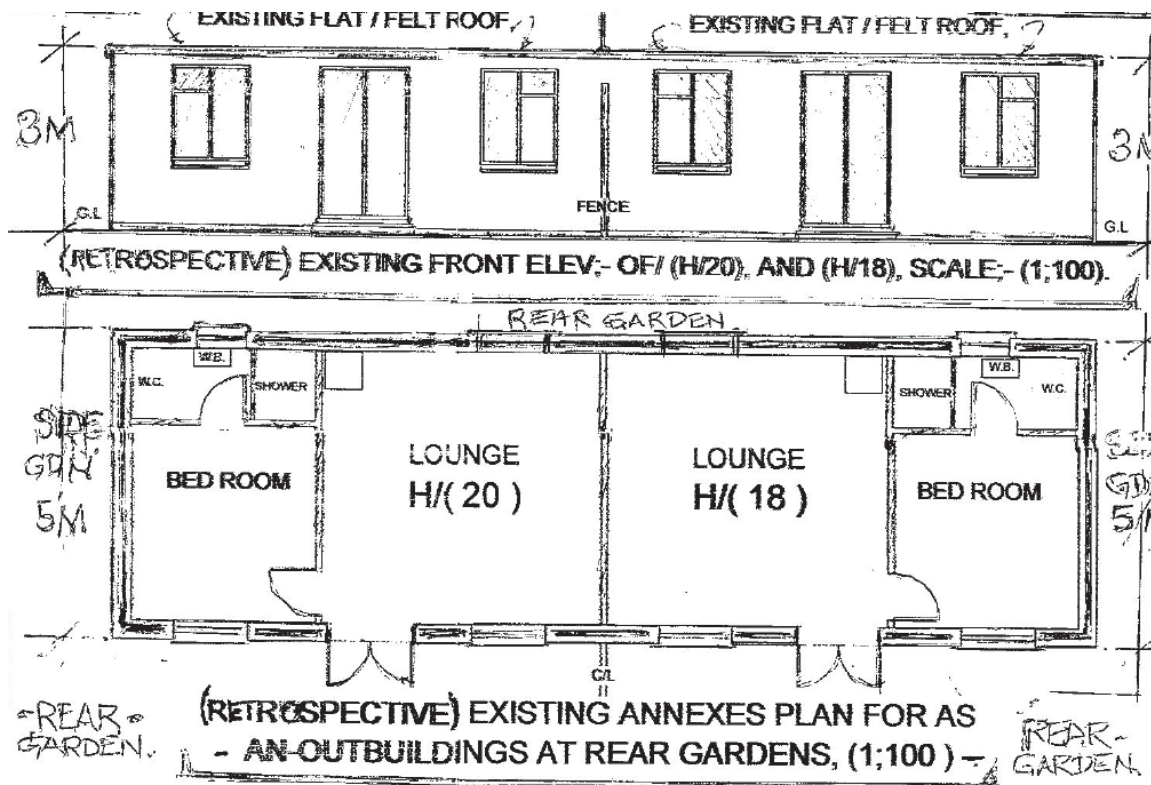 EXISTING FLAT / FELT ROOF,
EXISTING FLAT / FELT ROOF,
3M
3M
G.L
FENCE
G.L
(RETROSPECTIVE) EXISTING FRONT ELEV;- OF/ (H/20), AND (H/18), SCALE;- (1;100).
REAR GARDEN
W.B.
W.C.
SHOWER
SHOWER
W.B.
W.C.
SIDE
GDN
5M
BED ROOM
LOUNGE
H/( 20 )
LOUNGE
H/( 18 )
BED ROOM
C/L
(RETROSPECTIVE) EXISTING ANNEXES PLAN FOR AS
- AN-OUTBUILDINGS AT REAR GARDENS, (1;100 ) -
-REAR-
GARDEN.
REAR-
GARDEN.